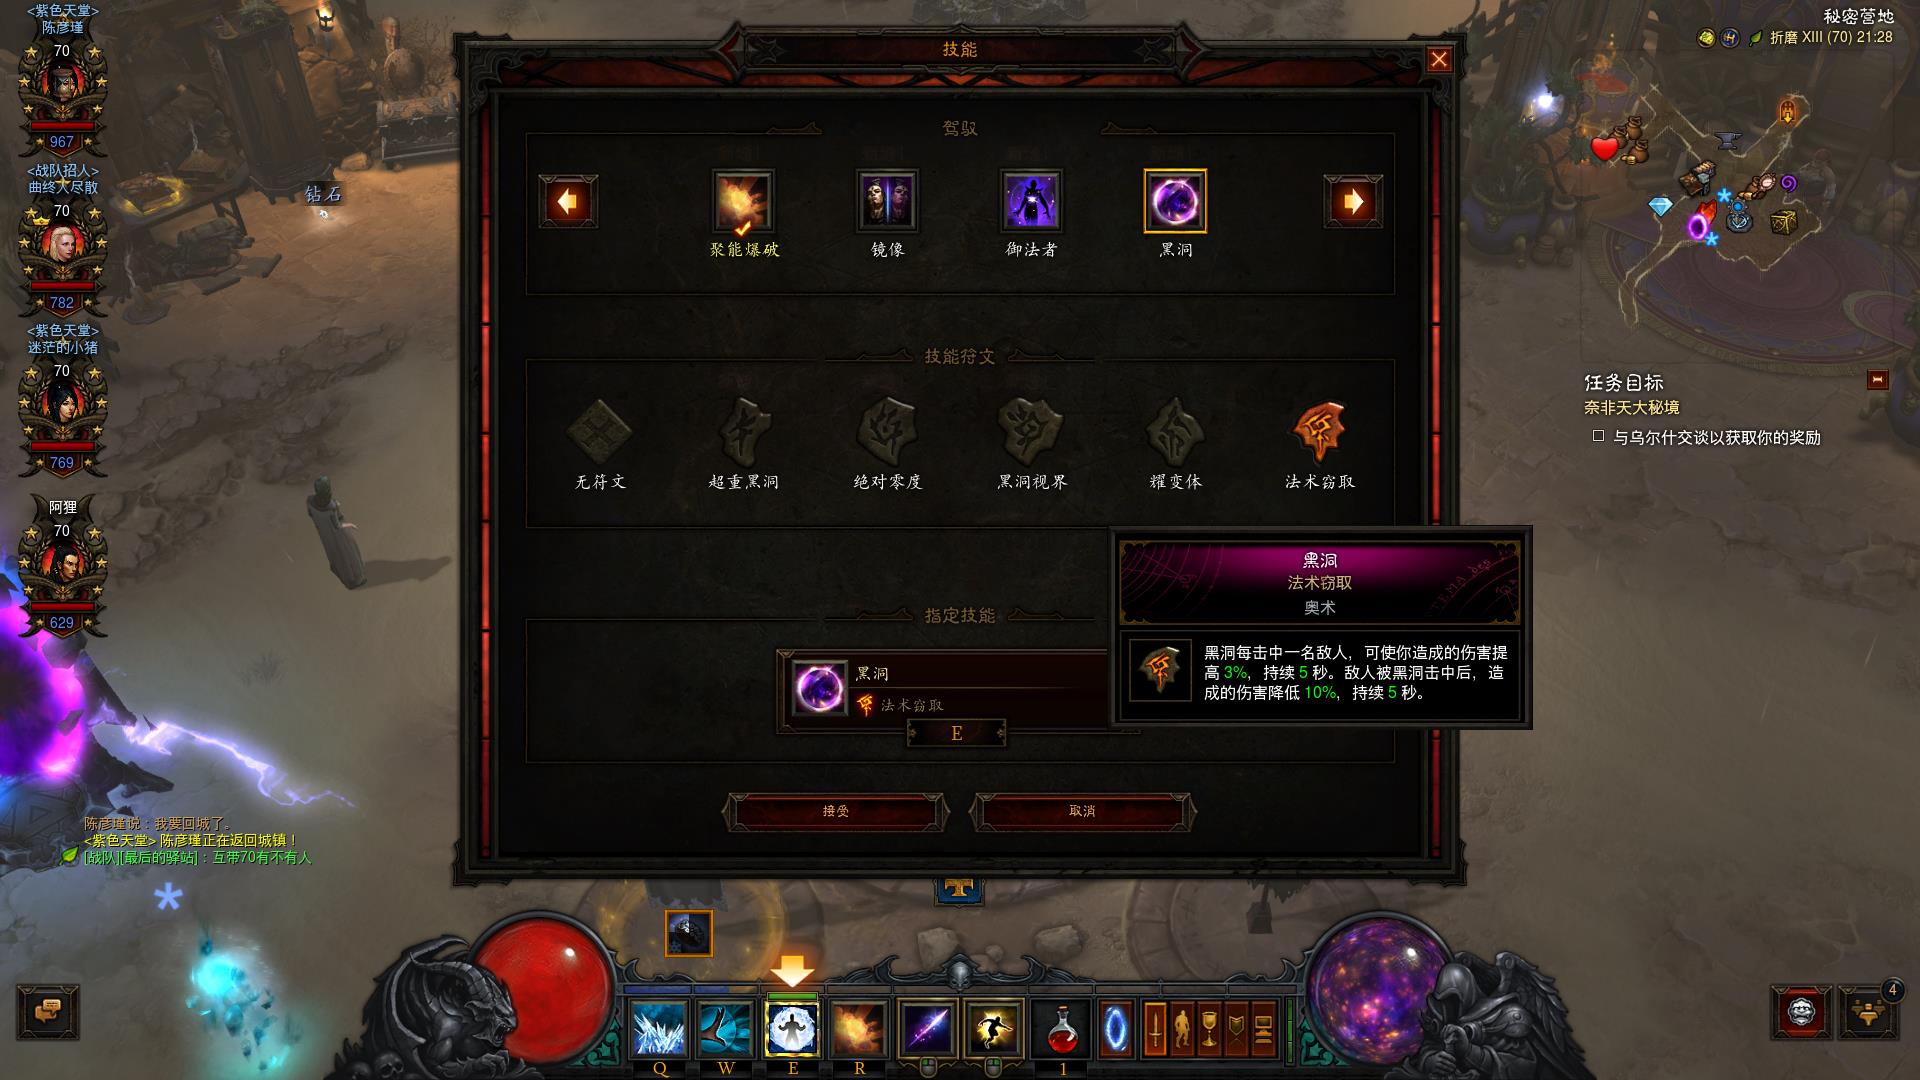 <紫色天堂>
陈彦瑾
70
967
<战队招人>
曲终人尽散
70
782
<紫色天堂>
迷茫的小猪
70
769
阿狸
70
629
钻石
技能
驾驭
聚能爆破
镜像
御法者
黑洞
技能符文
无符文
超重黑洞
绝对零度
黑洞视界
耀变体
法术窃取
指定技能
黑洞
法术窃取
E
接受
取消
黑洞
法术窃取
奥术
黑洞每击中一名敌人，可使你造成的伤害提
高 3%，持续 5 秒。敌人被黑洞击中后，造
成的伤害降低 10%，持续 5 秒。
秘密营地
折磨 XIII (70) 21:28
任务目标
奈非天大秘境
与乌尔什交谈以获取你的奖励
陈彦瑾说：我要回城了。
<紫色天堂> 陈彦瑾正在返回城镇！
[战队][最后的驿站]：互带70有不有人
Q
W
E
R
1
4